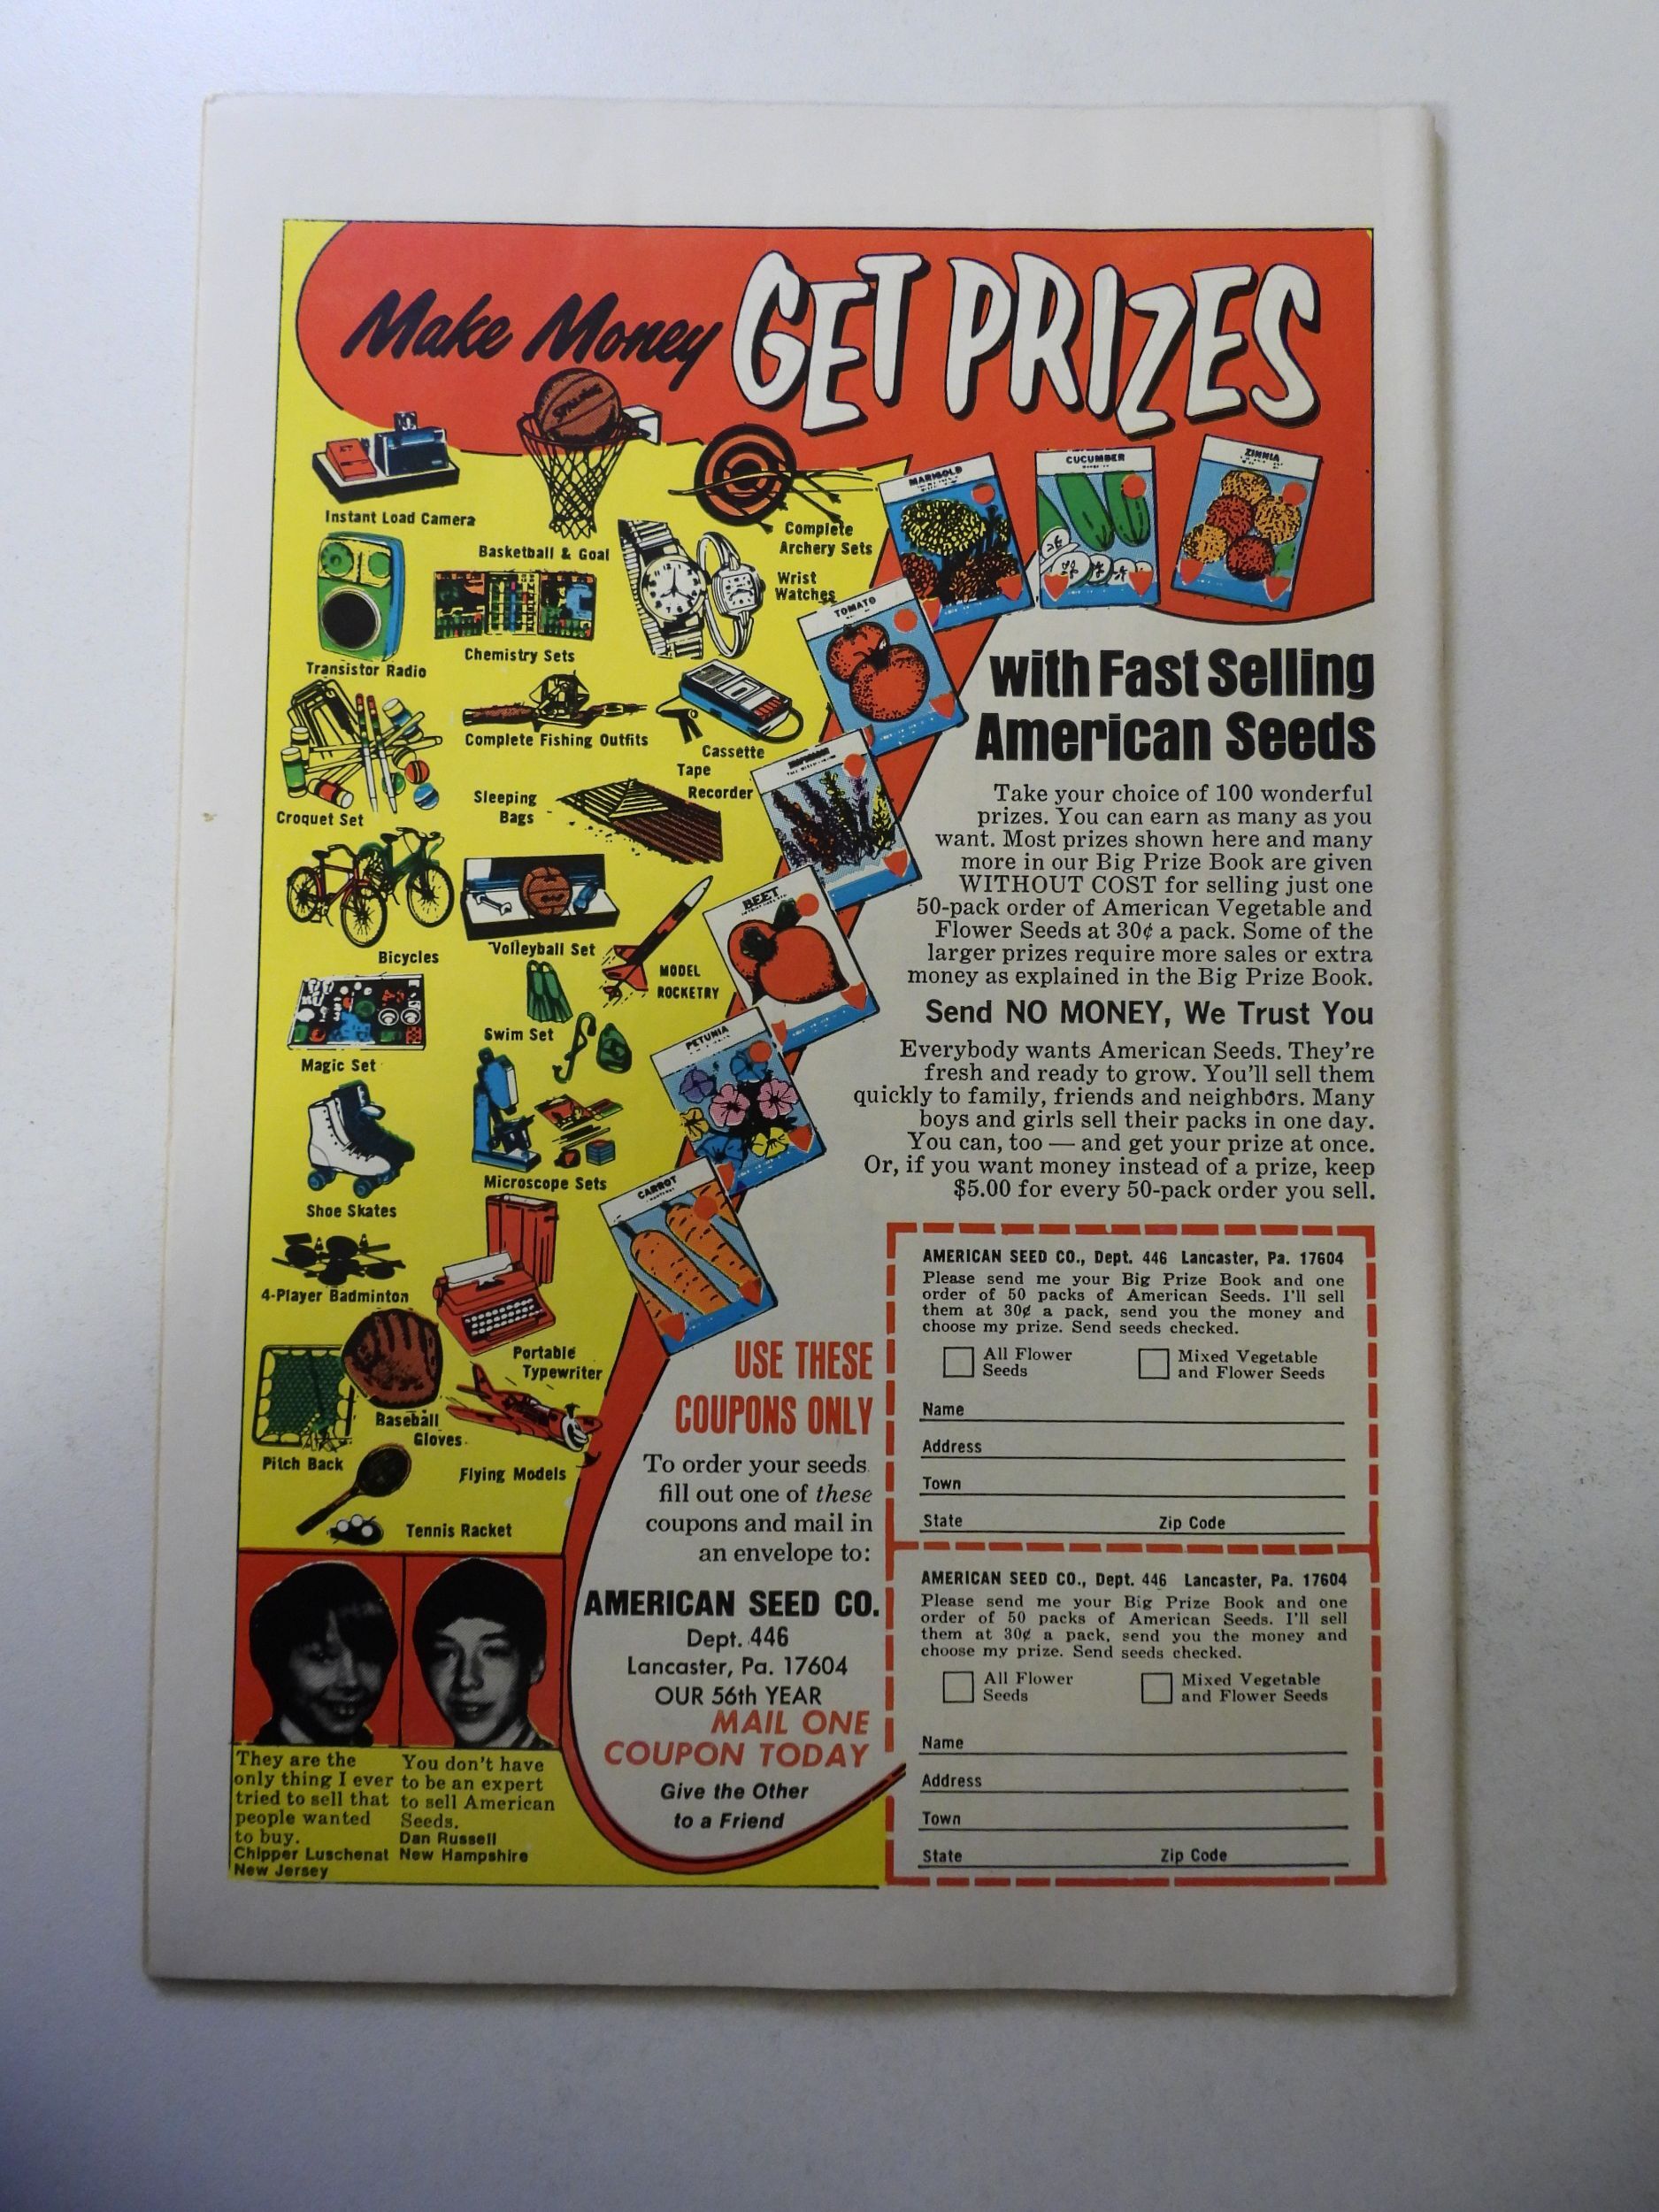 Make Money GET PRIZES
SPALDING
Instant Load Camera
Basketball & Goal
Complete
Archery Sets
Wrist
Watches
Transistor Radio
Chemistry Sets
Complete Fishing Outfits
Cassette
Tape
Recorder
Croquet Set
Sleeping
Bags
Bicycles
Volleyball Set
MODEL
ROCKETRY
Magic Set
Swim Set
Microscope Sets
Shoe Skates
4-Player Badminton
Portable
Typewriter
Baseball
Gloves
Pitch Back
Flying Models
Tennis Racket
MARIGOLD
CUCUMBER
ZINNIA
TOMATO
BEET
PETUNIA
CARROT
with Fast Selling
American Seeds
Take your choice of 100 wonderful
prizes. You can earn as many as you
want. Most prizes shown here and many
more in our Big Prize Book are given
WITHOUT COST for selling just one
50-pack order of American Vegetable and
Flower Seeds at 30¢ a pack. Some of the
larger prizes require more sales or extra
money as explained in the Big Prize Book.
Send NO MONEY, We Trust You
Everybody wants American Seeds. They're
fresh and ready to grow. You'll sell them
quickly to family, friends and neighbors. Many
boys and girls sell their packs in one day.
You can, too — and get your prize at once.
Or, if you want money instead of a prize, keep
$5.00 for every 50-pack order you sell.
USE THESE
COUPONS ONLY
To order your seeds
fill out one of these
coupons and mail in
an envelope to:
AMERICAN SEED CO.
Dept. 446
Lancaster, Pa. 17604
OUR 56th YEAR
MAIL ONE
COUPON TODAY
Give the Other
to a Friend
AMERICAN SEED CO., Dept. 446 Lancaster, Pa. 17604
Please send me your Big Prize Book and one
order of 50 packs of American Seeds. I'll sell
them at 30¢ a pack, send you the money and
choose my prize. Send seeds checked.
All Flower
Seeds
Mixed Vegetable
and Flower Seeds
Name
Address
Town
State Zip Code
AMERICAN SEED CO., Dept. 446 Lancaster, Pa. 17604
Please send me your Big Prize Book and one
order of 50 packs of American Seeds. I'll sell
them at 30¢ a pack, send you the money and
choose my prize. Send seeds checked.
All Flower
Seeds
Mixed Vegetable
and Flower Seeds
Name
Address
Town
State Zip Code
They are the
only thing I ever
tried to sell that
people wanted
to buy.
Chipper Luschenat
New Jersey
You don't have
to be an expert
to sell American
Seeds.
Dan Russell
New Hampshire